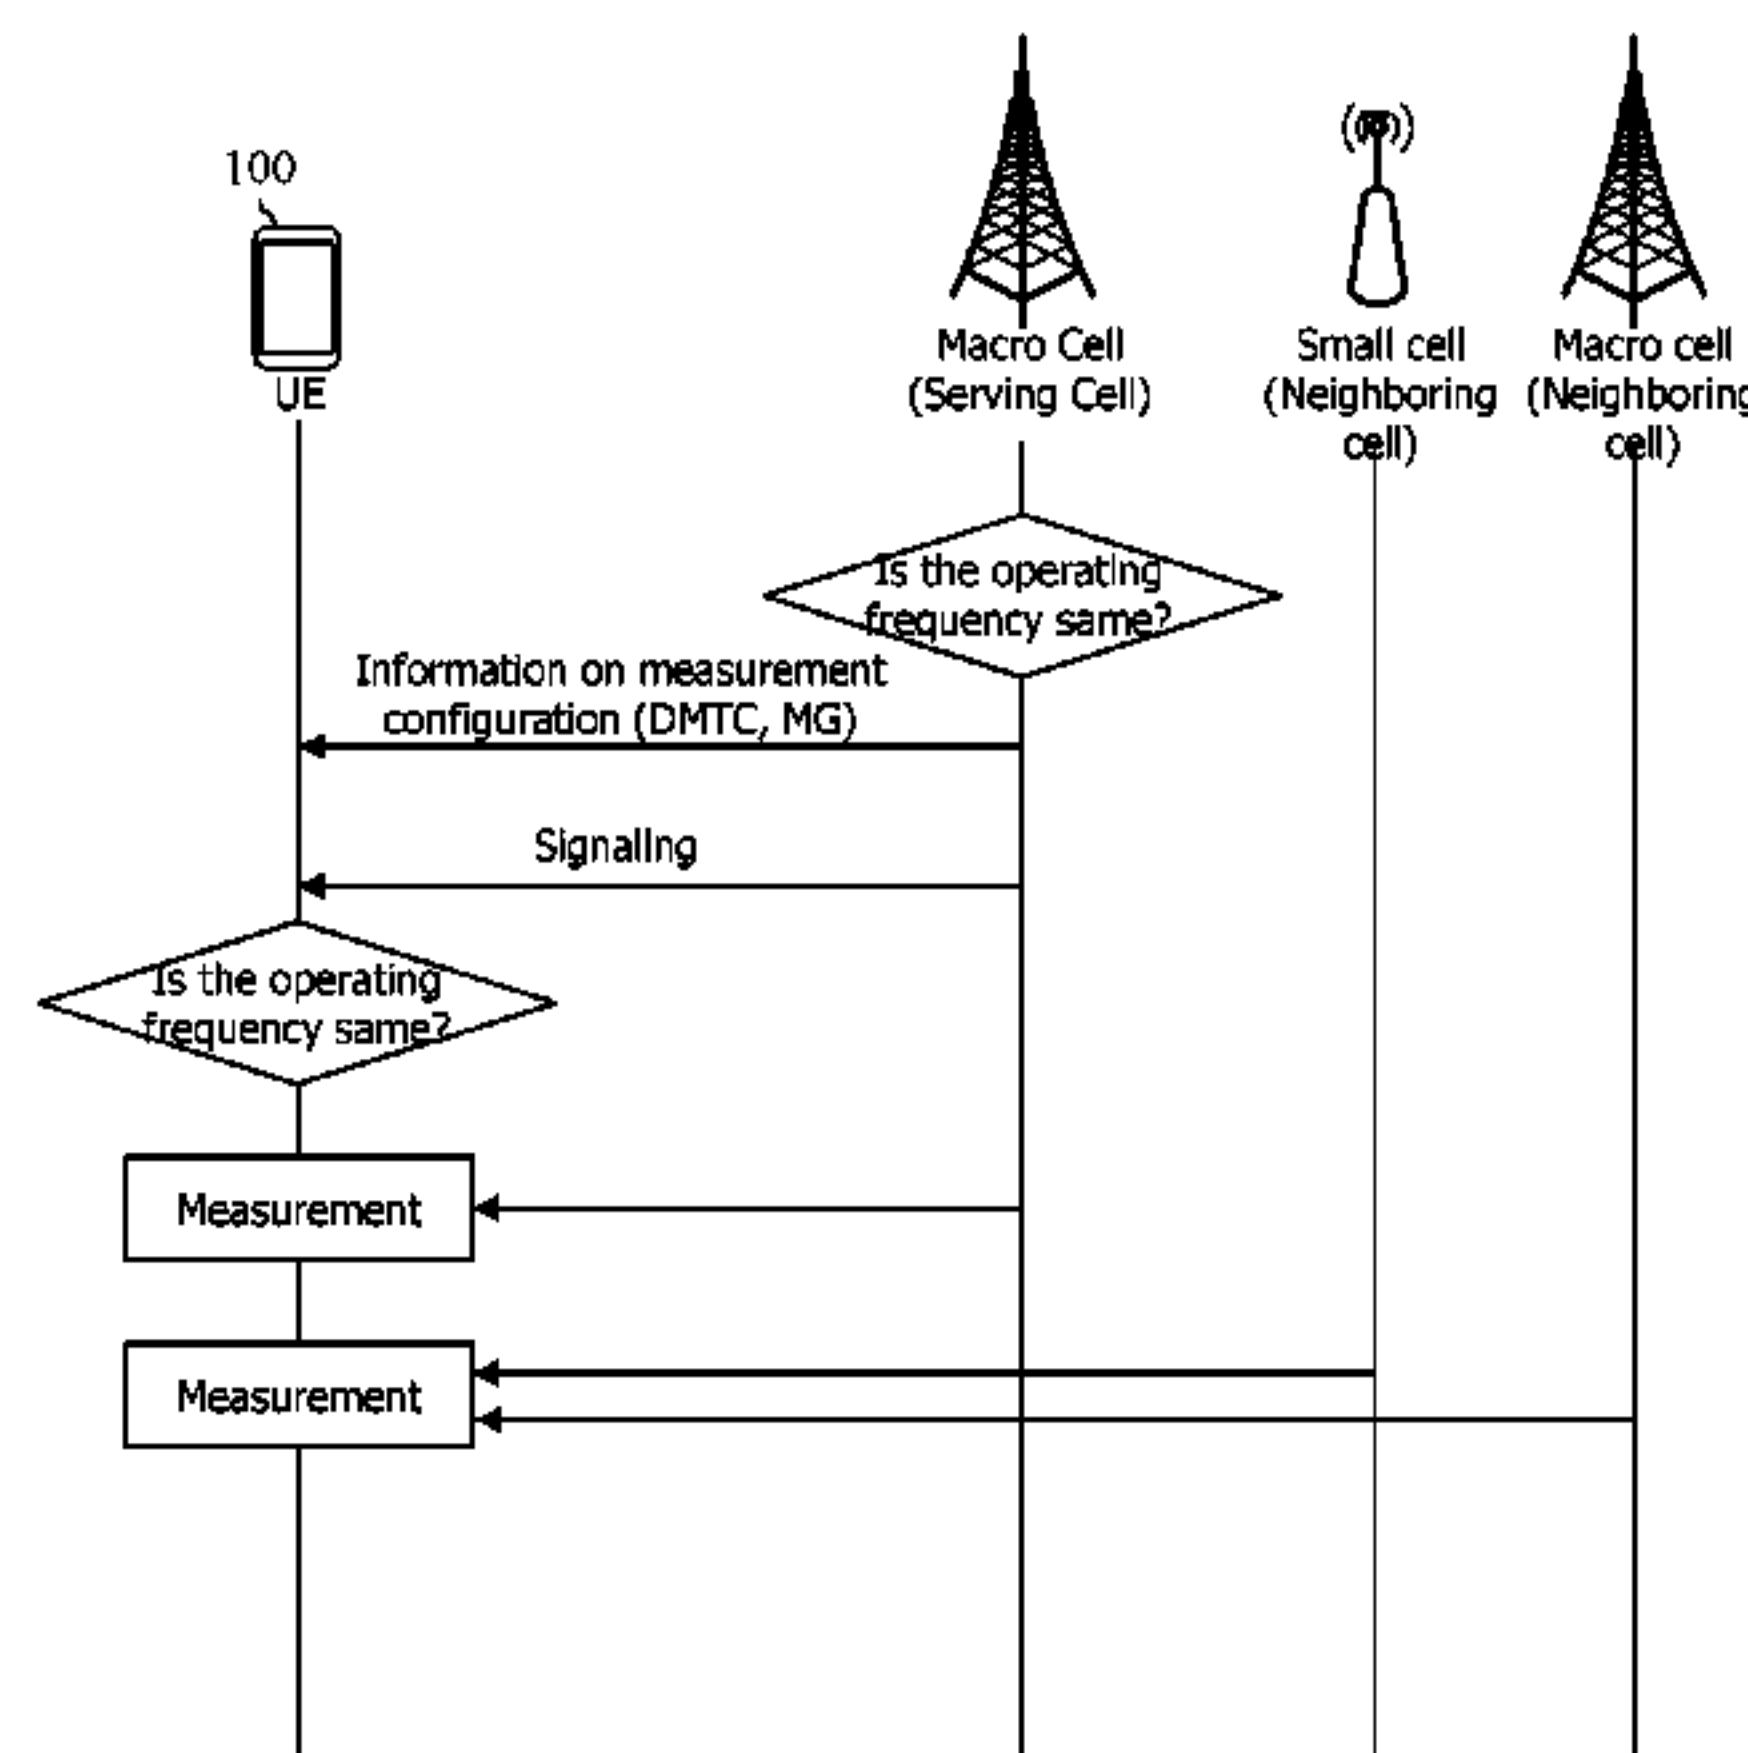 100
UE
Macro Cell
(Serving Cell)
Small cell
(Neighboring
cell)
Macro cell
(Neighboring
cell)
Is the operating
frequency same?
Information on measurement
configuration (DMTC, MG)
Signaling
Is the operating
frequency same?
Measurement
Measurement